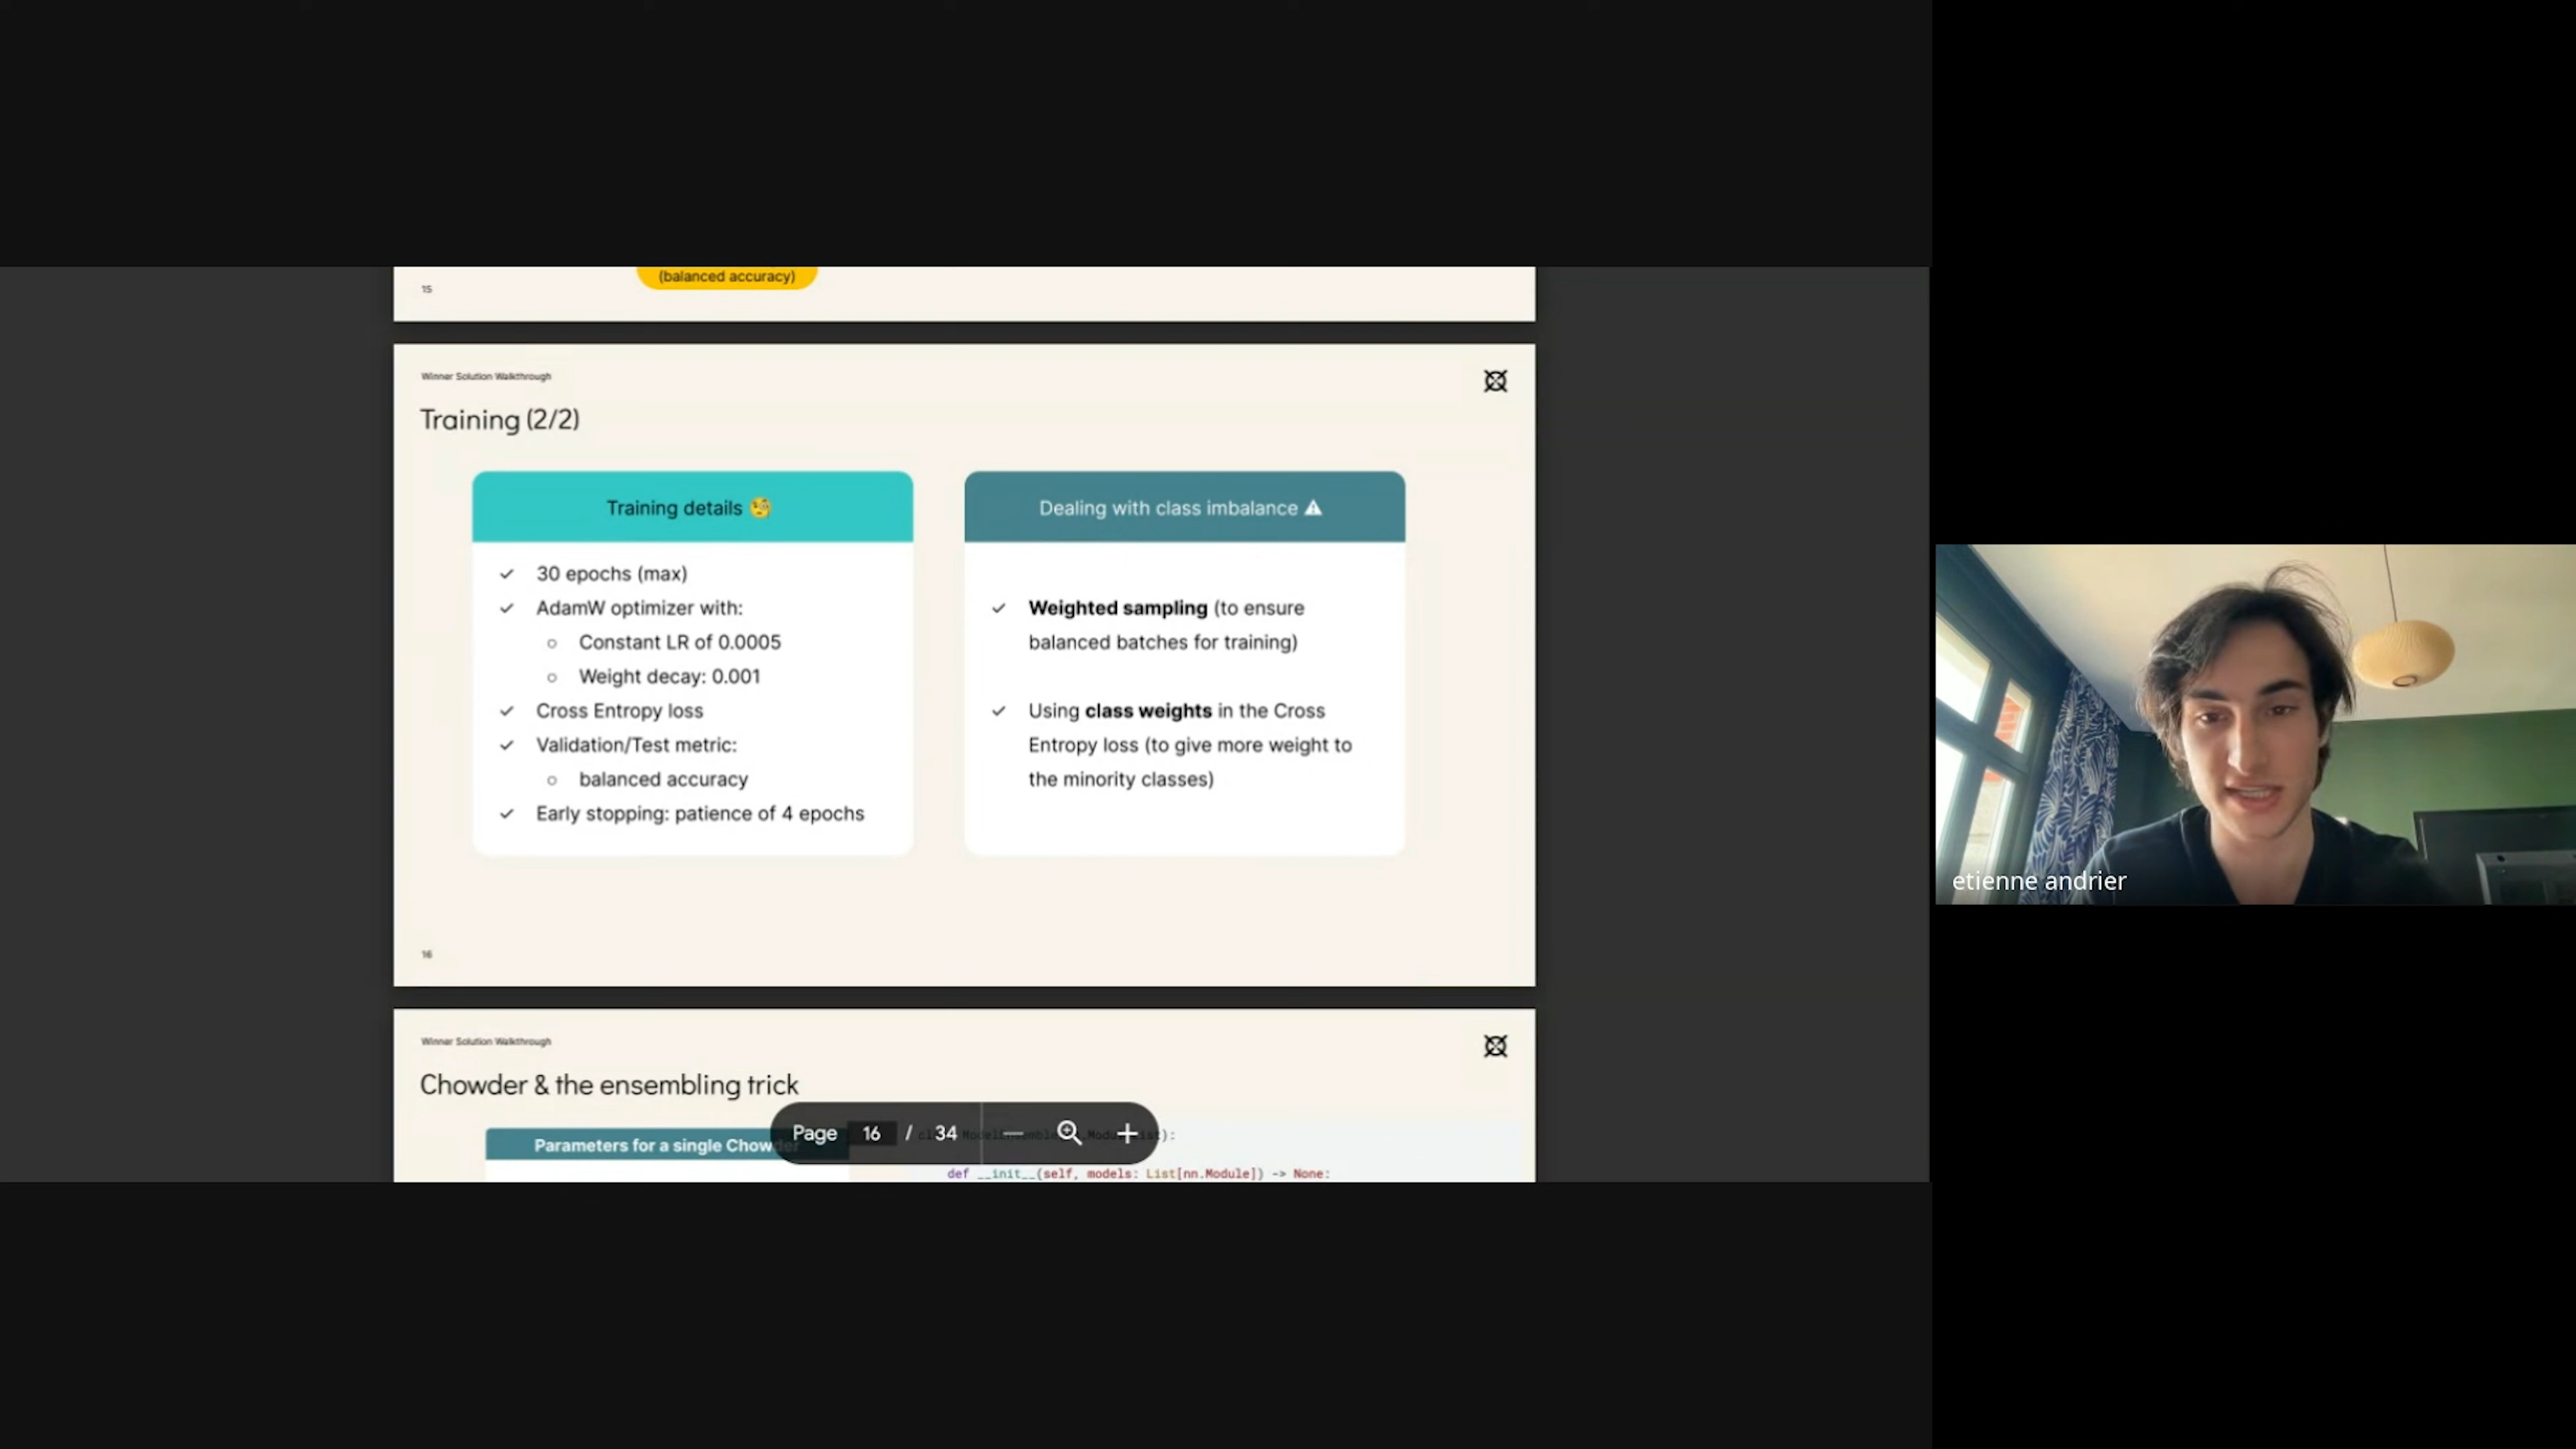 (balanced accuracy)
15
Winner Solution Walkthrough
Training (2/2)
Training details
30 epochs (max)
AdamW optimizer with:
Constant LR of 0.0005
Weight decay: 0.001
Cross Entropy loss
Validation/Test metric:
balanced accuracy
Early stopping: patience of 4 epochs
Dealing with class imbalance
Weighted sampling (to ensure
balanced batches for training)
Using class weights in the Cross
Entropy loss (to give more weight to
the minority classes)
16
etienne andrier
Winner Solution Walkthrough
Chowder & the ensembling trick
Parameters for a single Chowder
Page 16 / 34
def __init__(self, models: List[nn.Module]) -> None: